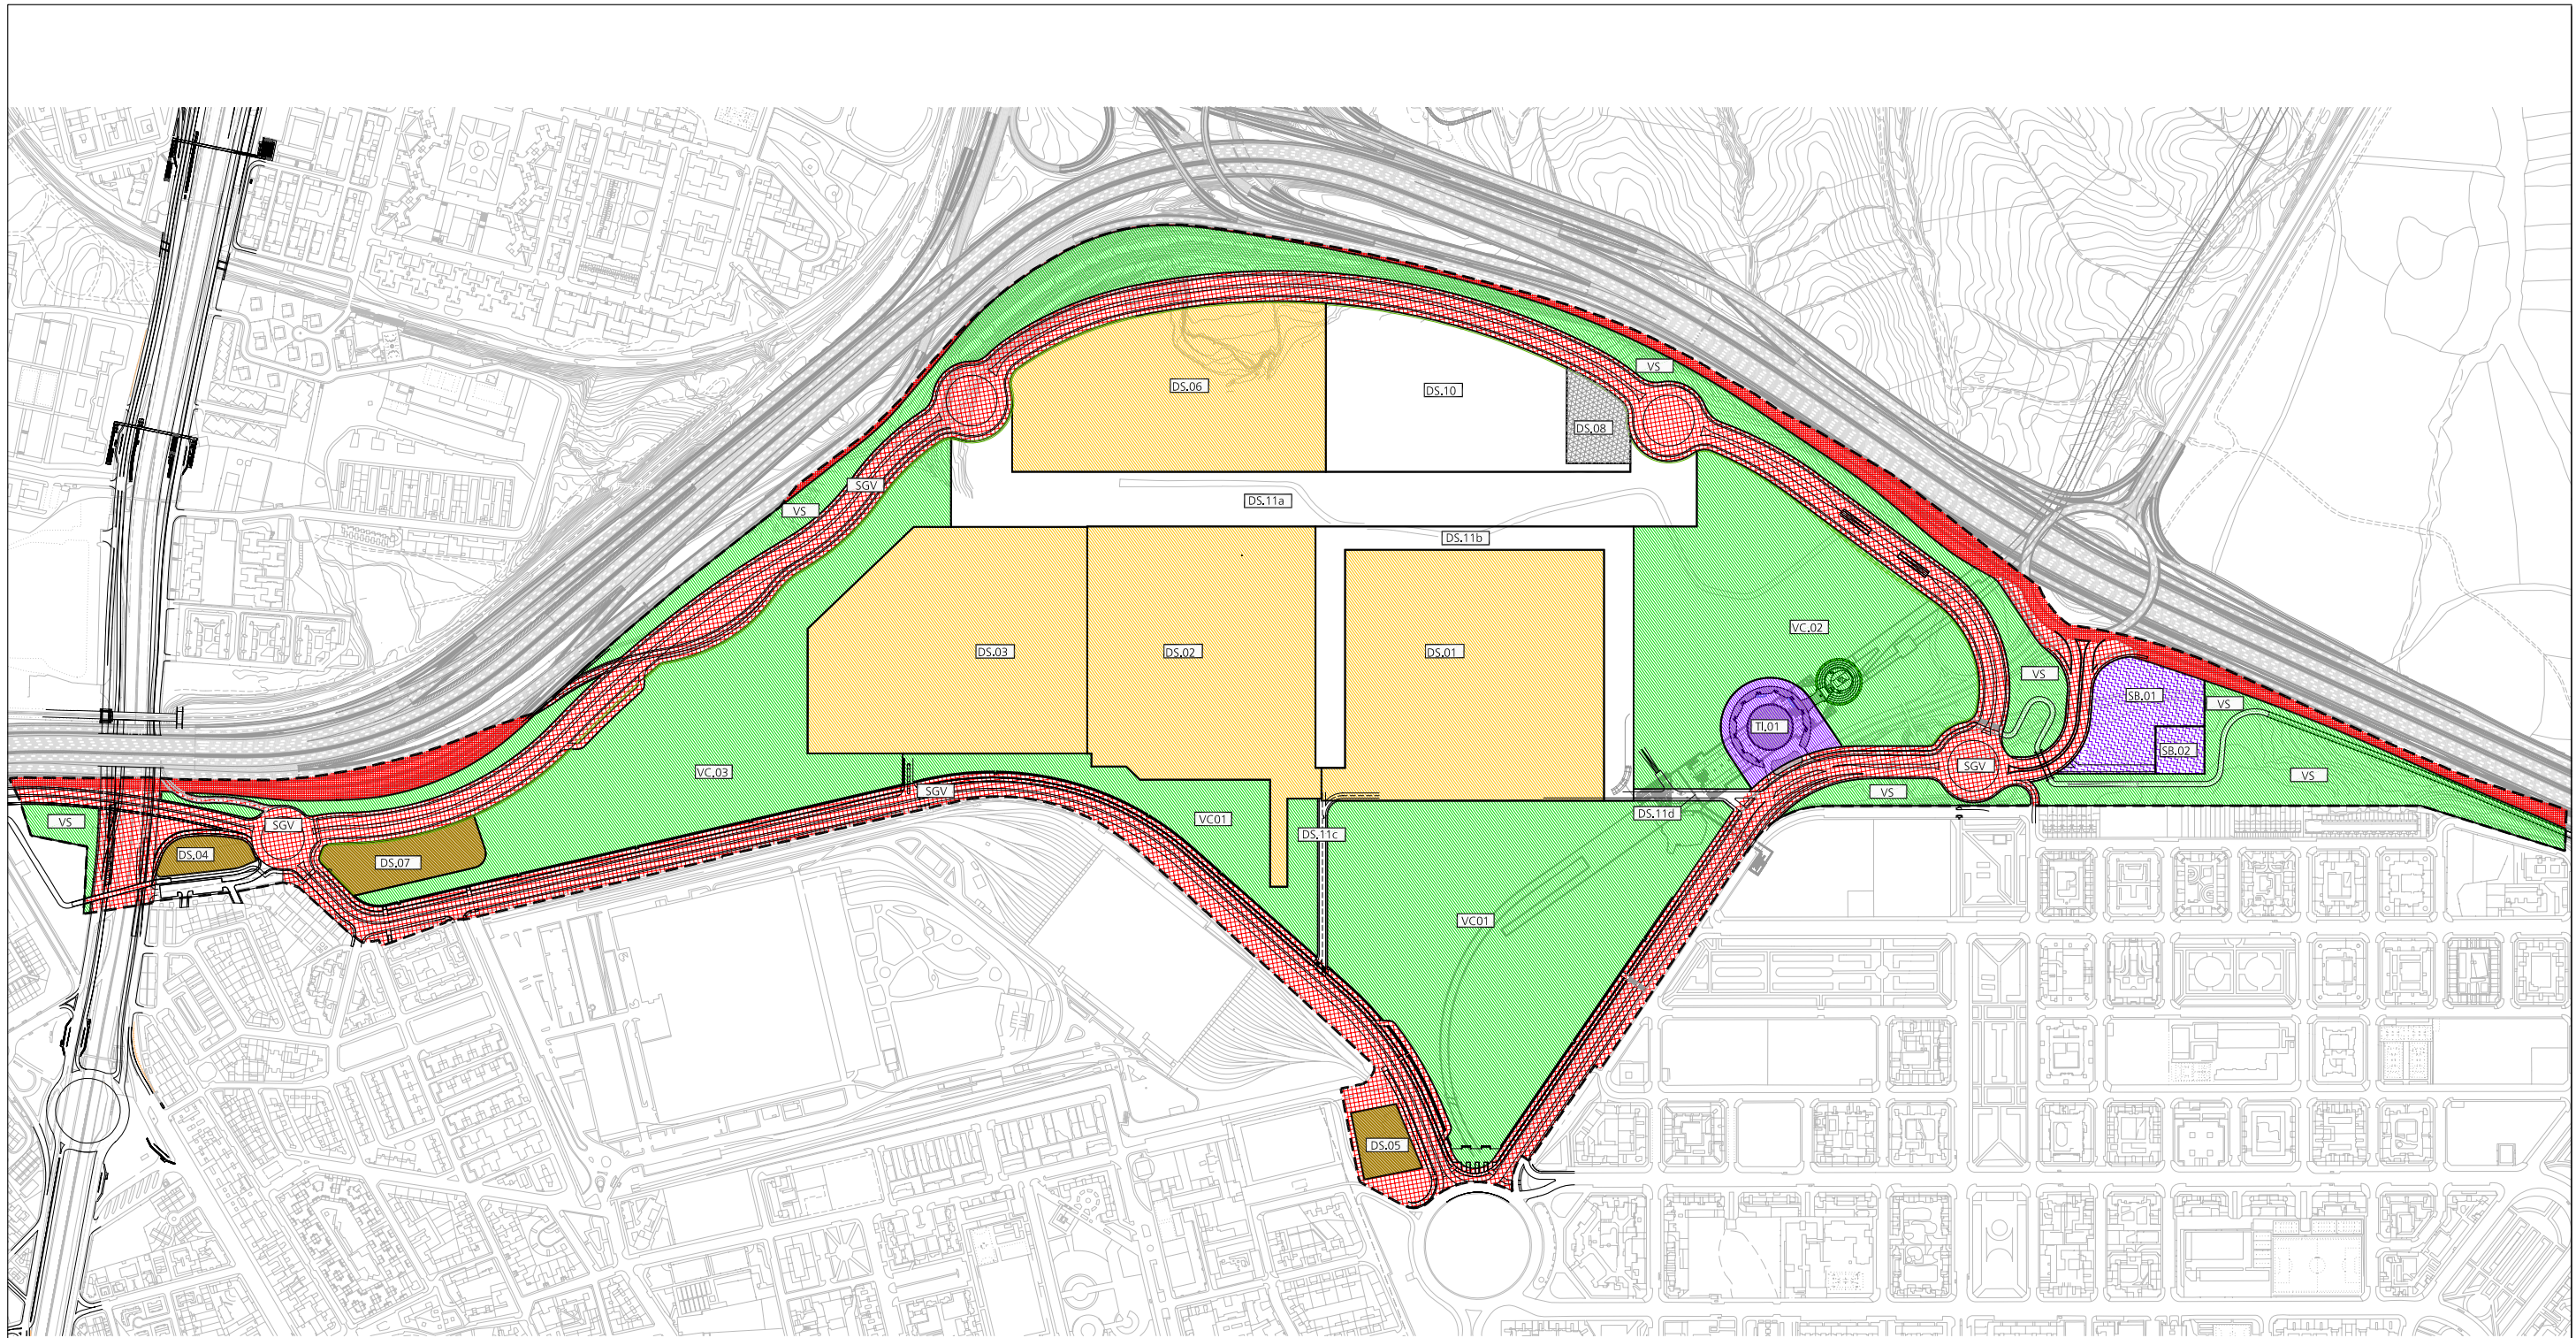 VS
DS.06
DS.10
DS.08
SGV
DS.11a
VS
DS.11b
VC.02
DS.03
DS.02
DS.01
VS
SB.01
VS
TI.01
SB.02
VC.03
SGV
SGV
VS
VS
DS.11d
VC01
VS
SGV
DS.11c
DS.04
DS.07
VC01
DS.05